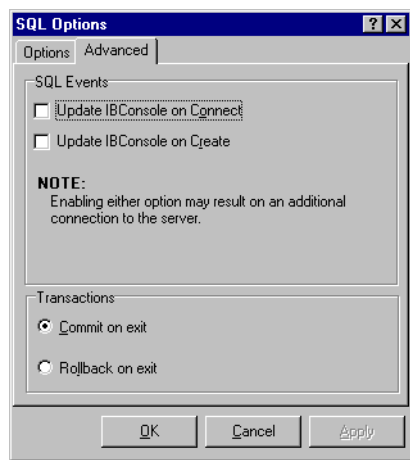 SQL Options
Options Advanced
SQL Events
Update IBConsole on Connect
Update IBConsole on Create
NOTE:
Enabling either option may result on an additional
connection to the server.
Transactions
Commit on exit
Rollback on exit
OK Cancel Apply